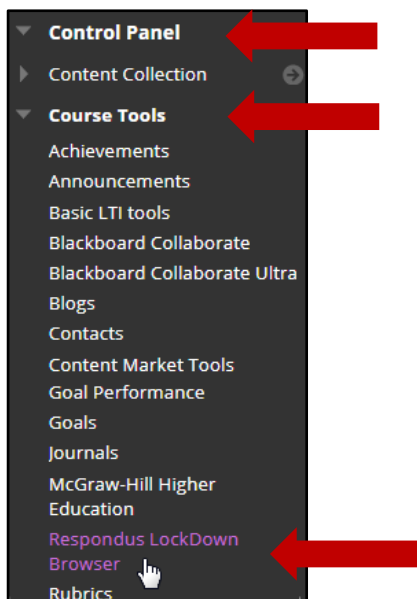 Control Panel
Content Collection
Course Tools
Achievements
Announcements
Basic LTI tools
Blackboard Collaborate
Blackboard Collaborate Ultra
Blogs
Contacts
Content Market Tools
Goal Performance
Goals
Journals
McGraw-Hill Higher
Education
Respondus LockDown
Browser
Rubrics